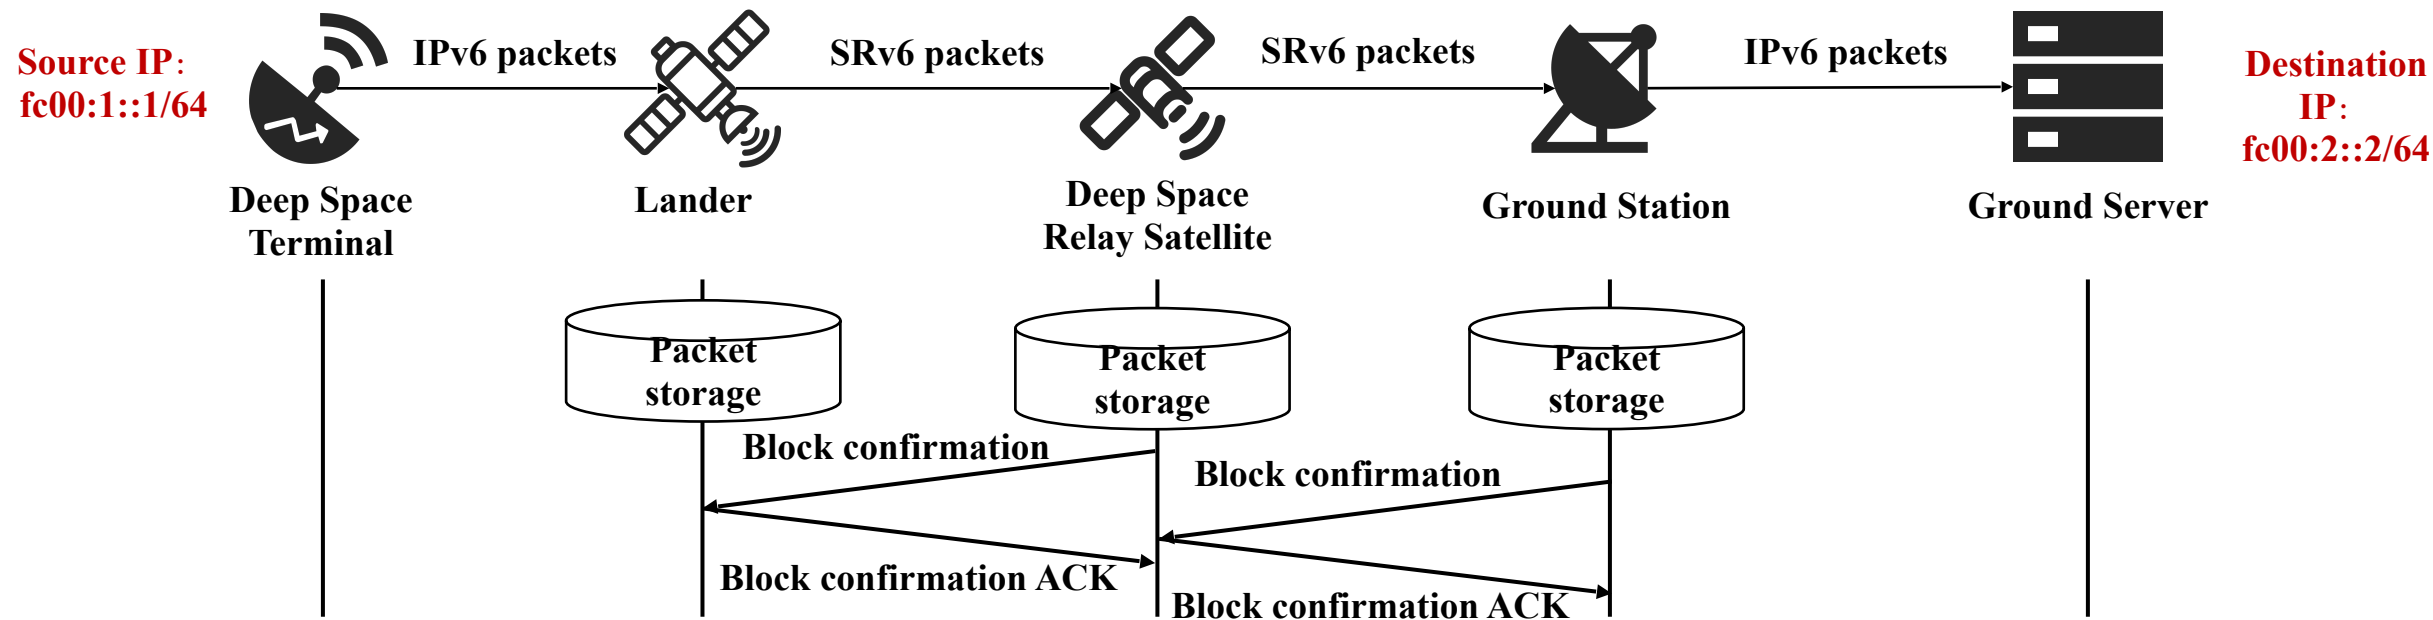 Source IP：
fc00:1::1/64
IPv6 packets
SRv6 packets
SRv6 packets
IPv6 packets
Destination
IP：
fc00:2::2/64
Deep Space
Terminal
Lander
Deep Space
Relay Satellite
Ground Station
Ground Server
Packet
storage
Packet
storage
Packet
storage
Block confirmation
Block confirmation
Block confirmation ACK
Block confirmation ACK